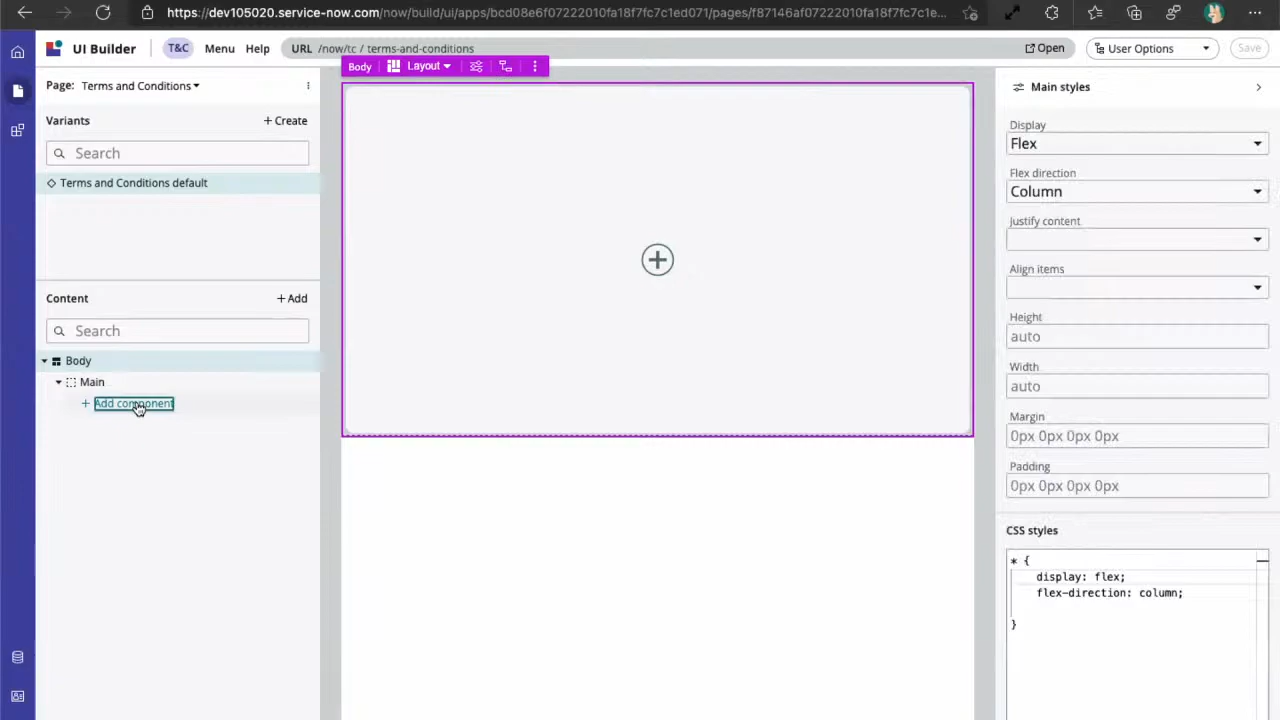 https://dev105020.service-now.com/now/build/ui/apps/bcd08e6f07222010fa18f7fc7c1ed071/pages/f87146af07222010fa18f7fc7c1e...
UI Builder
T&C
Menu
Help
URL /now/tc / terms-and-conditions
Open
User Options
Save
Page: Terms and Conditions
Variants
+ Create
Search
Terms and Conditions default
Content
+ Add
Search
Body
Main
+ Add component
Body
Layout
Main styles
Display
Flex
Flex direction
Column
Justify content
Align items
Height
auto
Width
auto
Margin
0px 0px 0px 0px
Padding
0px 0px 0px 0px
CSS styles
* {
display: flex;
flex-direction: column;
}